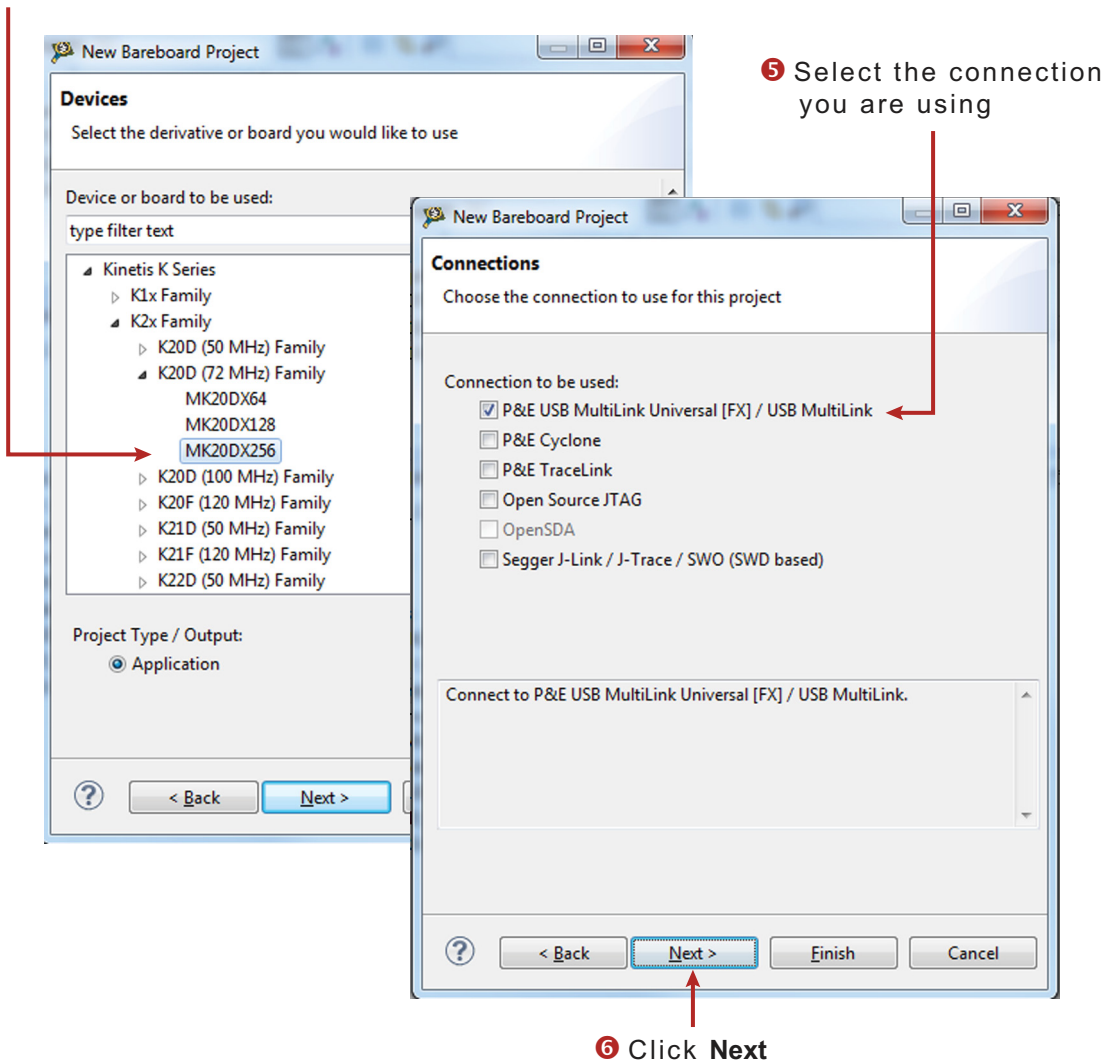 New Bareboard Project
Devices
Select the derivative or board you would like to use
Device or board to be used:
type filter text
Kinetis K Series
K1x Family
K2x Family
K20D (50 MHz) Family
K20D (72 MHz) Family
MK20DX64
MK20DX128
MK20DX256
K20D (100 MHz) Family
K20F (120 MHz) Family
K21D (50 MHz) Family
K21F (120 MHz) Family
K22D (50 MHz) Family
Project Type / Output:
Application
< Back Next >
❺ Select the connection
you are using
New Bareboard Project
Connections
Choose the connection to use for this project
Connection to be used:
P&E USB MultiLink Universal [FX] / USB MultiLink
P&E Cyclone
P&E TraceLink
Open Source JTAG
OpenSDA
Segger J-Link / J-Trace / SWO (SWD based)
Connect to P&E USB MultiLink Universal [FX] / USB MultiLink.
< Back Next > Finish Cancel
❻ Click Next